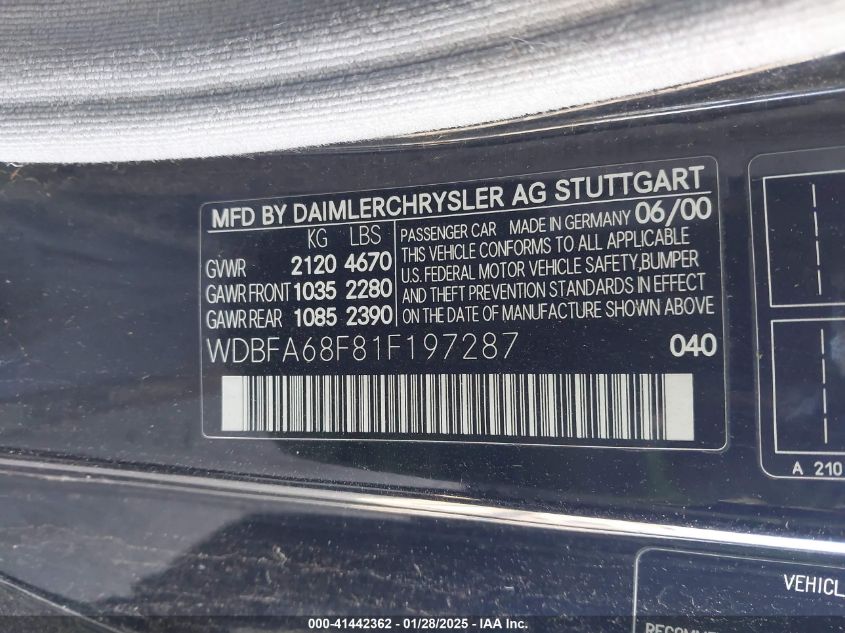 MFD BY DAIMLERCHRYSLER AG STUTTGART
KG LBS
GVWR 2120 4670
GAWR FRONT 1035 2280
GAWR REAR 1085 2390
PASSENGER CAR MADE IN GERMANY 06/00
THIS VEHICLE CONFORMS TO ALL APPLICABLE
U.S. FEDERAL MOTOR VEHICLE SAFETY,BUMPER
AND THEFT PREVENTION STANDARDS IN EFFECT
ON THE DATE OF MANUFACTURE SHOWN ABOVE
WDBFA68F81F197287 040
A 210
VEHICL
000-41442362 | 01/28/2025 - IAA Inc.